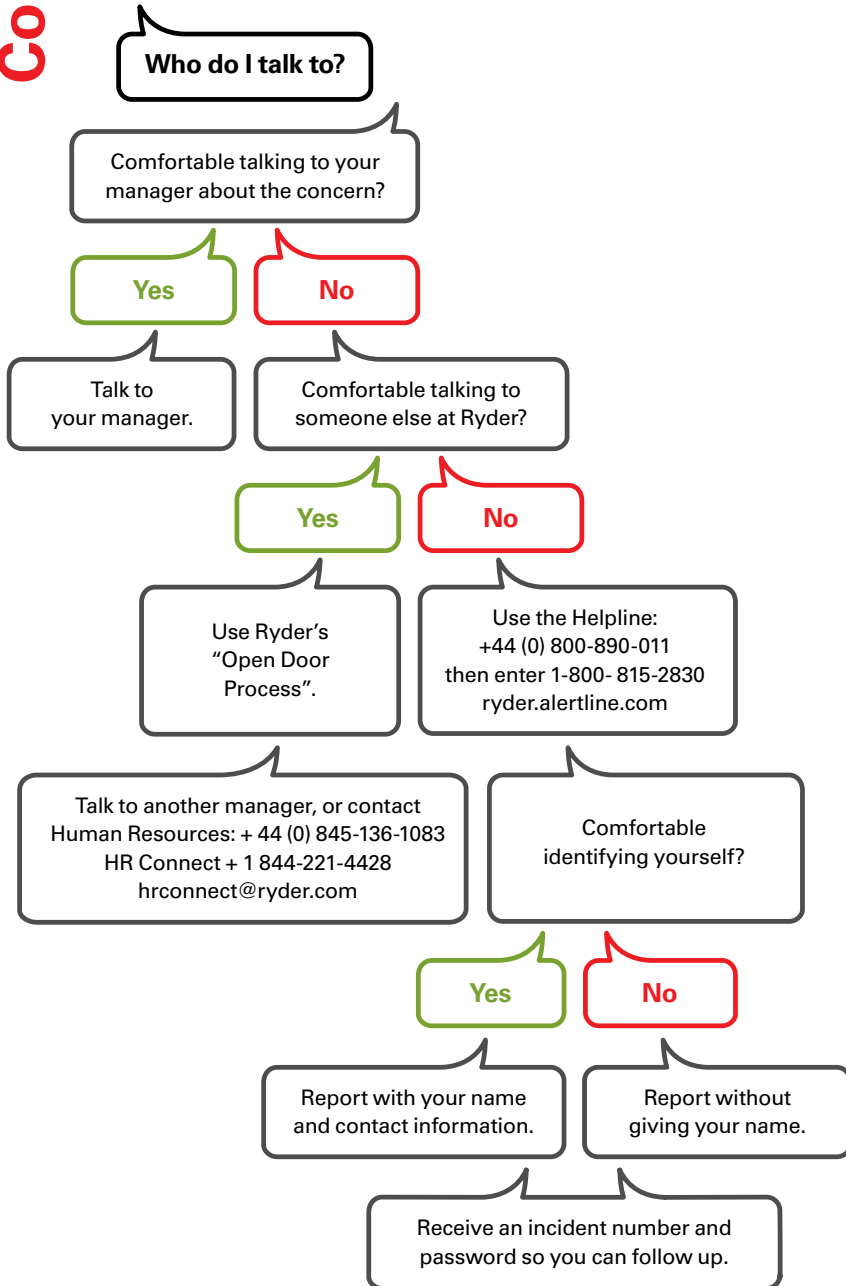 Co
Who do I talk to?
Comfortable talking to your
manager about the concern?
Yes
No
Talk to
your manager.
Comfortable talking to
someone else at Ryder?
Yes
No
Use Ryder's
“Open Door
Process”.
Use the Helpline:
+44 (0) 800-890-011
then enter 1-800- 815-2830
ryder.alertline.com
Talk to another manager, or contact
Human Resources: + 44 (0) 845-136-1083
HR Connect + 1 844-221-4428
hrconnect@ryder.com
Comfortable
identifying yourself?
Yes
No
Report with your name
and contact information.
Report without
giving your name.
Receive an incident number and
password so you can follow up.